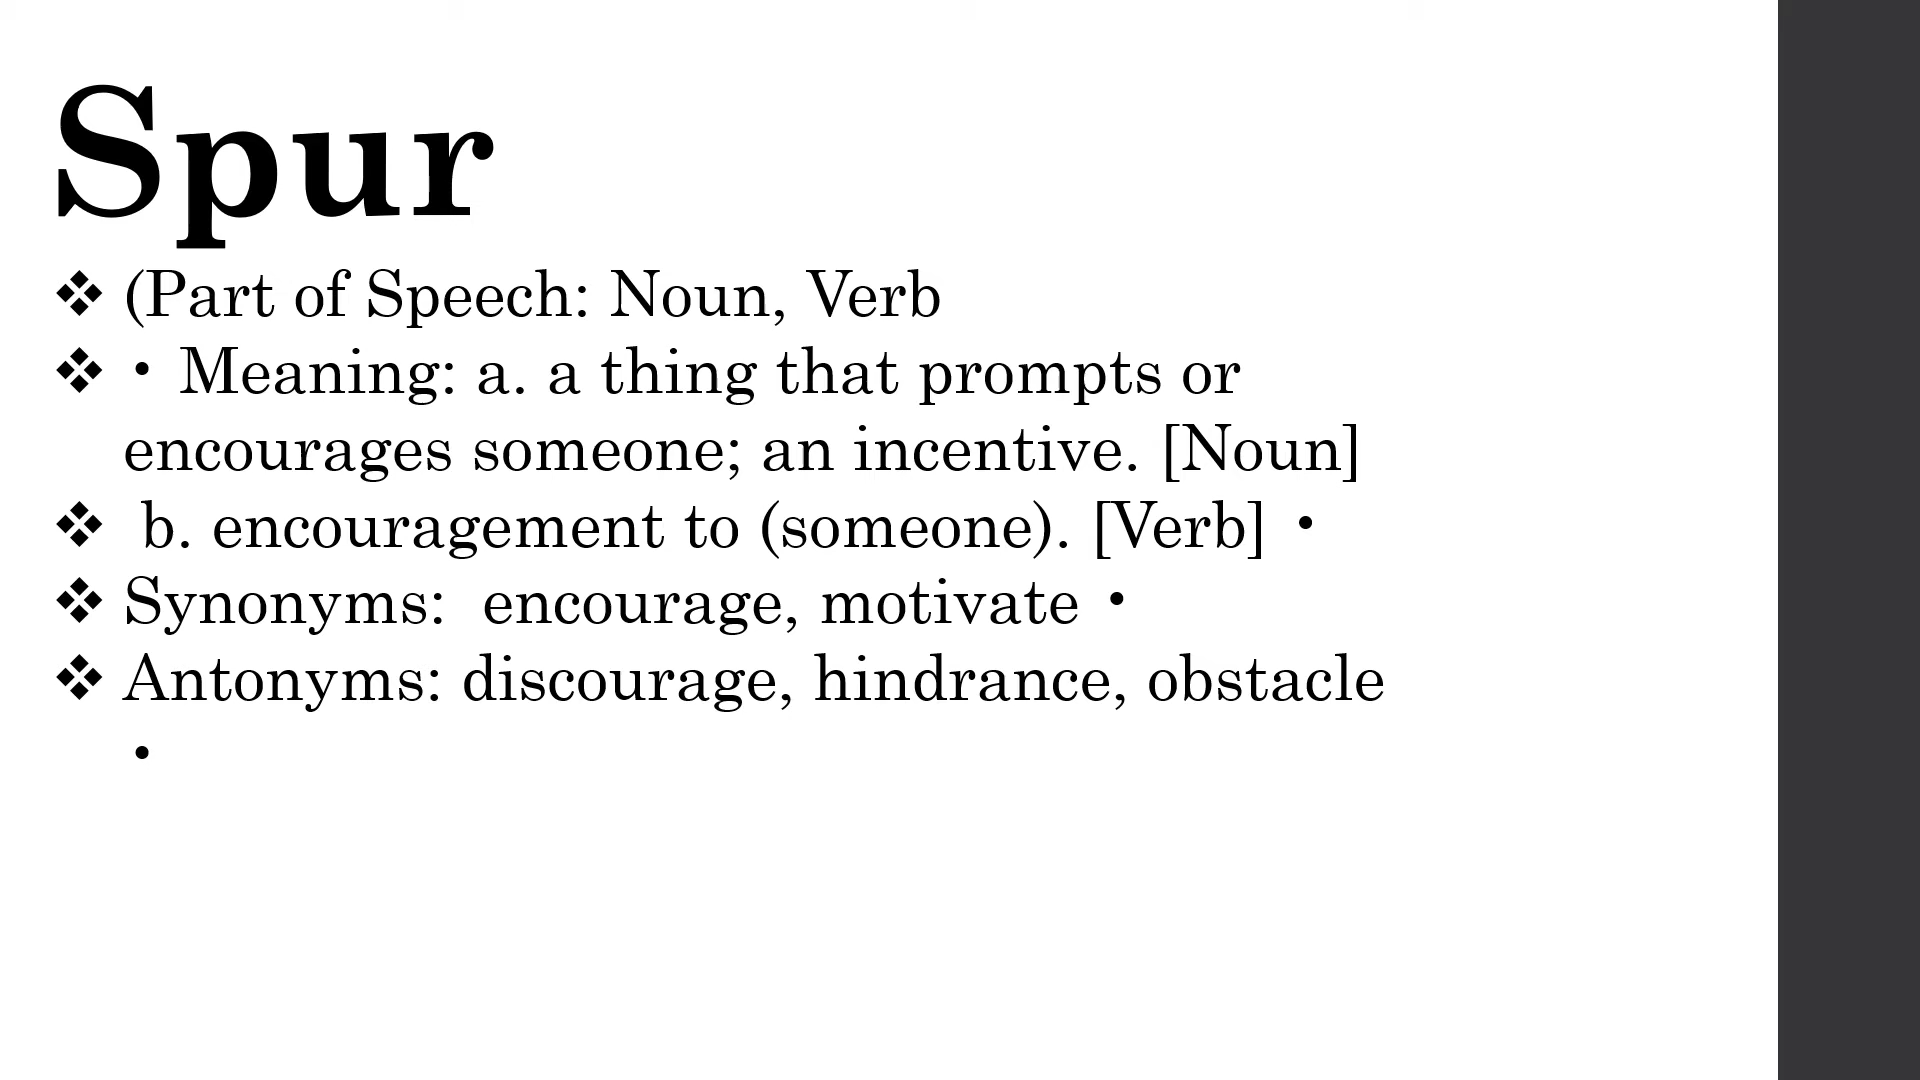 Spur
❖ (Part of Speech: Noun, Verb
❖ • Meaning: a. a thing that prompts or
encourages someone; an incentive. [Noun]
❖ b. encouragement to (someone). [Verb] •
❖ Synonyms:  encourage, motivate •
❖ Antonyms: discourage, hindrance, obstacle
•